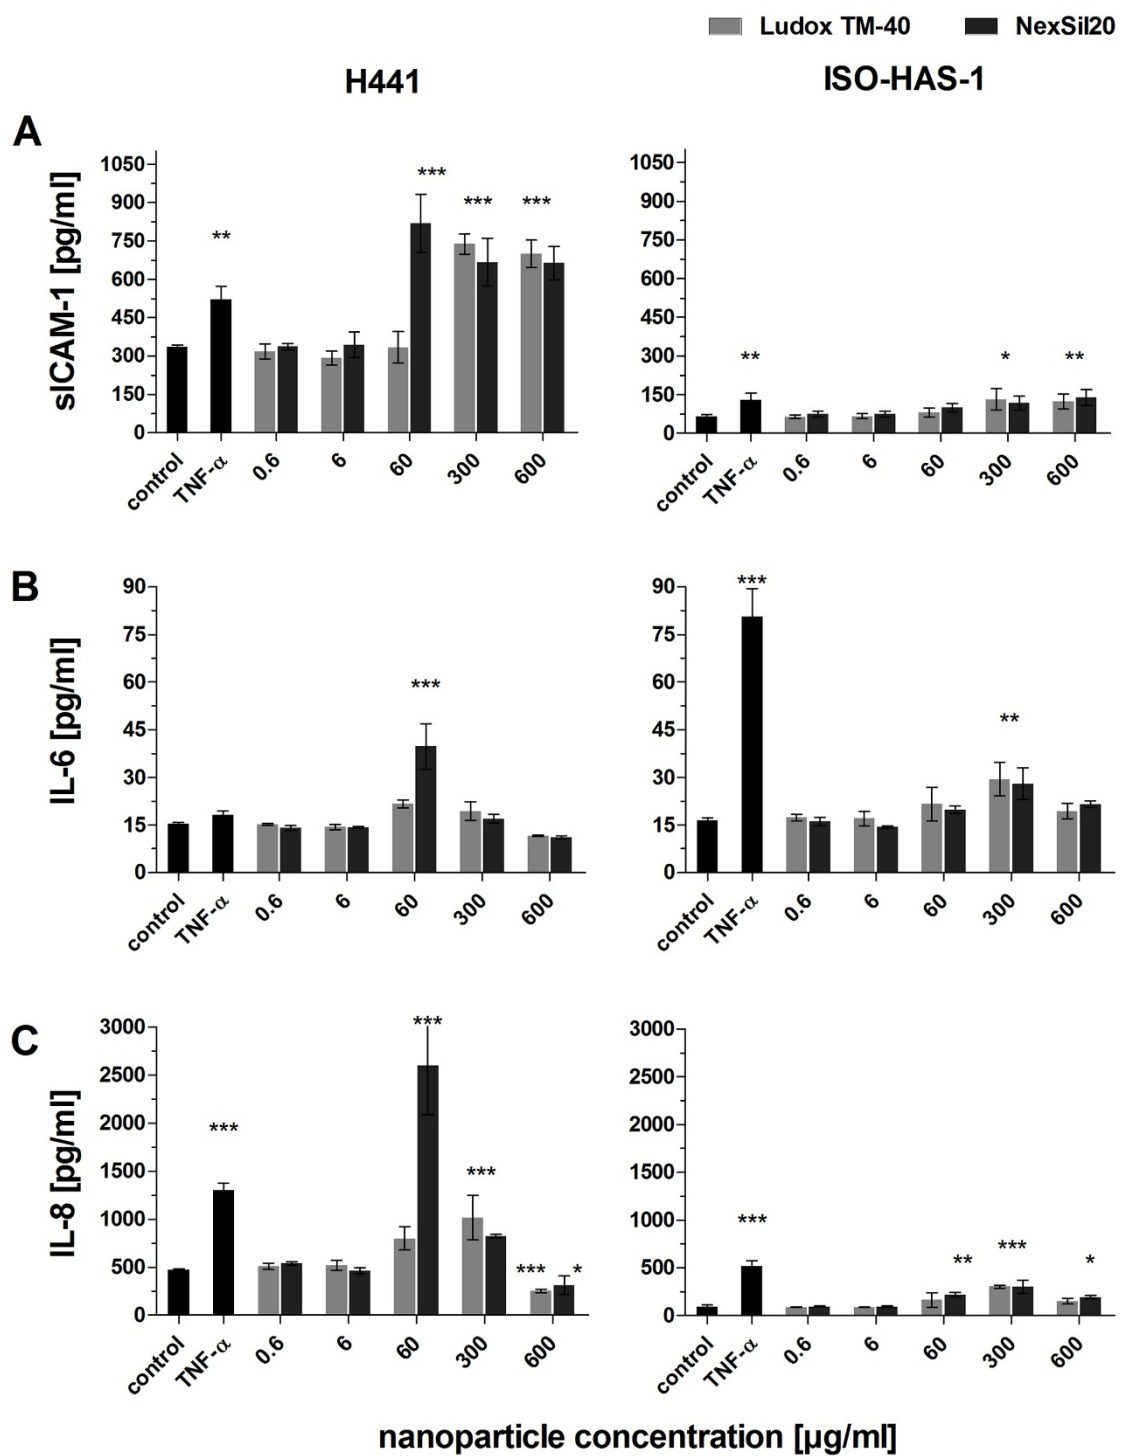 Ludox TM-40 NexSil20
H441 ISO-HAS-1
A
sICAM-1 [pg/ml]
1050
900
750
600
450
300
150
0
** *** *** ***
control TNF-α 0.6 6 60 300 600
1050
900
750
600
450
300
150
0
** * **
control TNF-α 0.6 6 60 300 600
B
IL-6 [pg/ml]
90
75
60
45
30
15
0
***
control TNF-α 0.6 6 60 300 600
90
75
60
45
30
15
0
*** **
control TNF-α 0.6 6 60 300 600
C
IL-8 [pg/ml]
3000
2500
2000
1500
1000
500
0
*** *** *** *** *
control TNF-α 0.6 6 60 300 600
3000
2500
2000
1500
1000
500
0
*** ** *** *
control TNF-α 0.6 6 60 300 600
nanoparticle concentration [µg/ml]